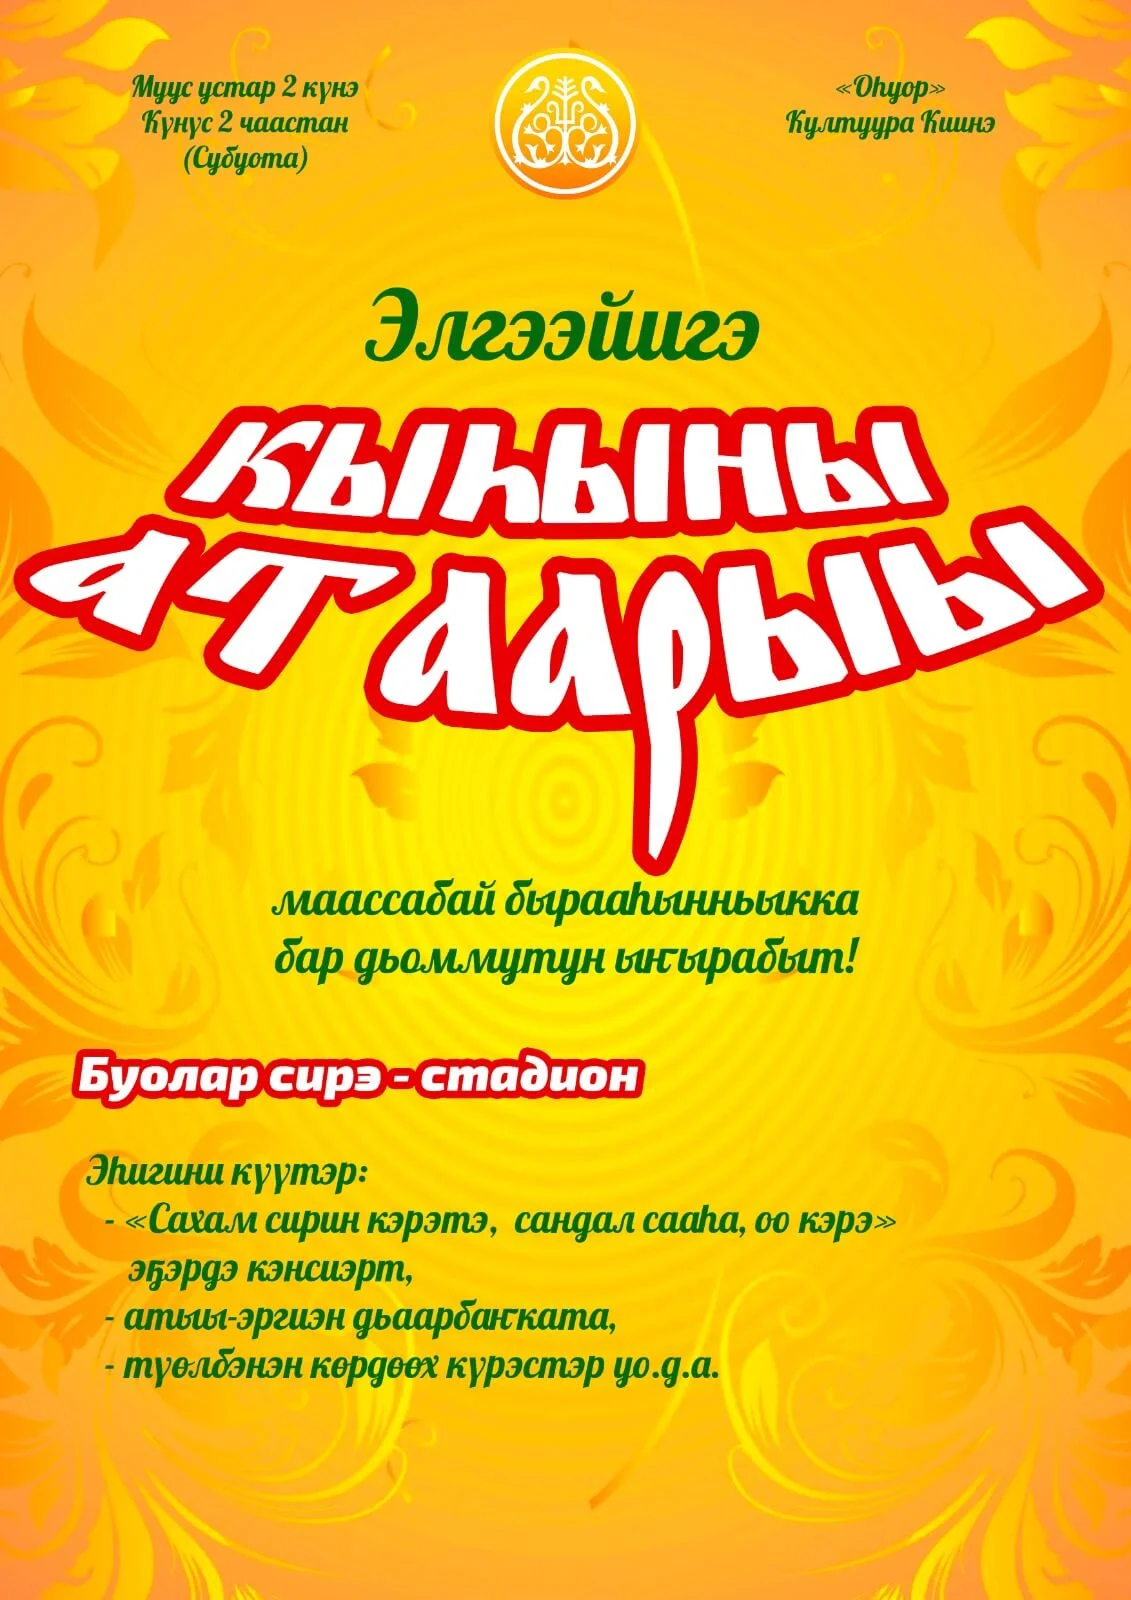 Муус устар 2 күнэ
Күнүс 2 чаастан
(Субуота)
«Оһуор»
Култуура Киинэ
Элгээйигэ
КЫҺЫНЫ
АТААРЫЫ
маассабай бырааһынньыкка
бар дьоммутун ыҥырабыт!
Буолар сирэ - стадион
Эһигини күүтэр:
- «Сахам сирин кэрэтэ, сандал сааһа, оо кэрэ»
эҕэрдэ кэнсиэрт,
- атыы-эргиэн дьаарбаҥката,
- түөлбэнэн көрдөөх күрэстэр уо.д.а.